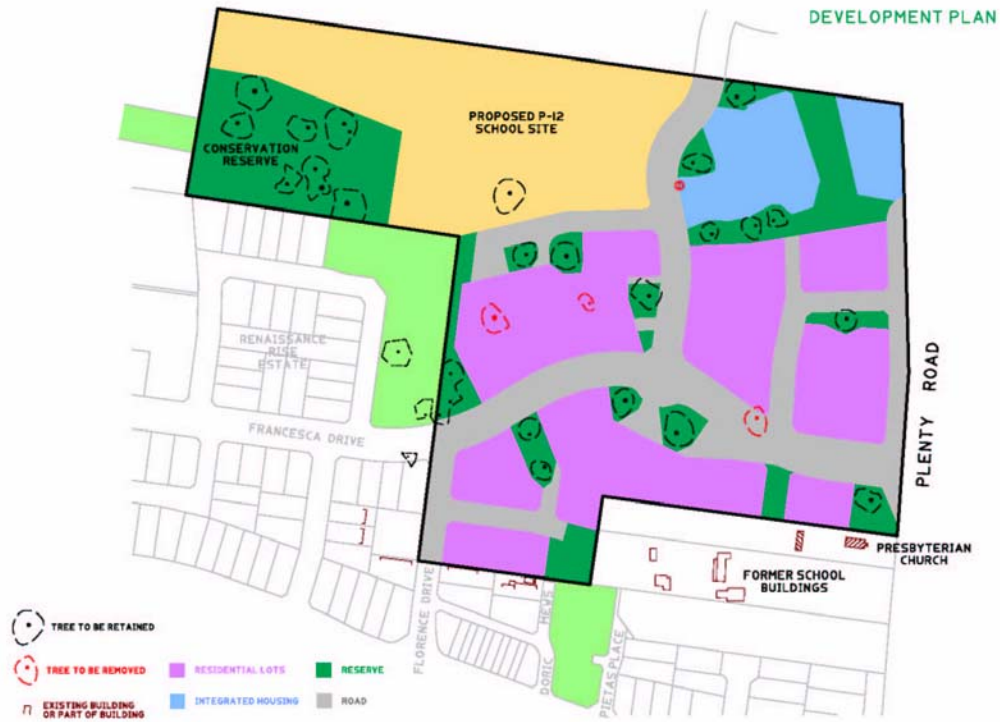 DEVELOPMENT PLAN
PROPOSED P-12
SCHOOL SITE
CONSERVATION
RESERVE
RENAISSANCE
RISE
ESTATE
FRANCESCA DRIVE
PLENTY ROAD
PRESBYTERIAN
CHURCH
FORMER SCHOOL
BUILDINGS
FLORENCE DRIVE
DORIC MEWS
PIETAS PLACE
TREE TO BE RETAINED
TREE TO BE REMOVED
EXISTING BUILDING
OR PART OF BUILDING
RESIDENTIAL LOTS
INTEGRATED HOUSING
RESERVE
ROAD